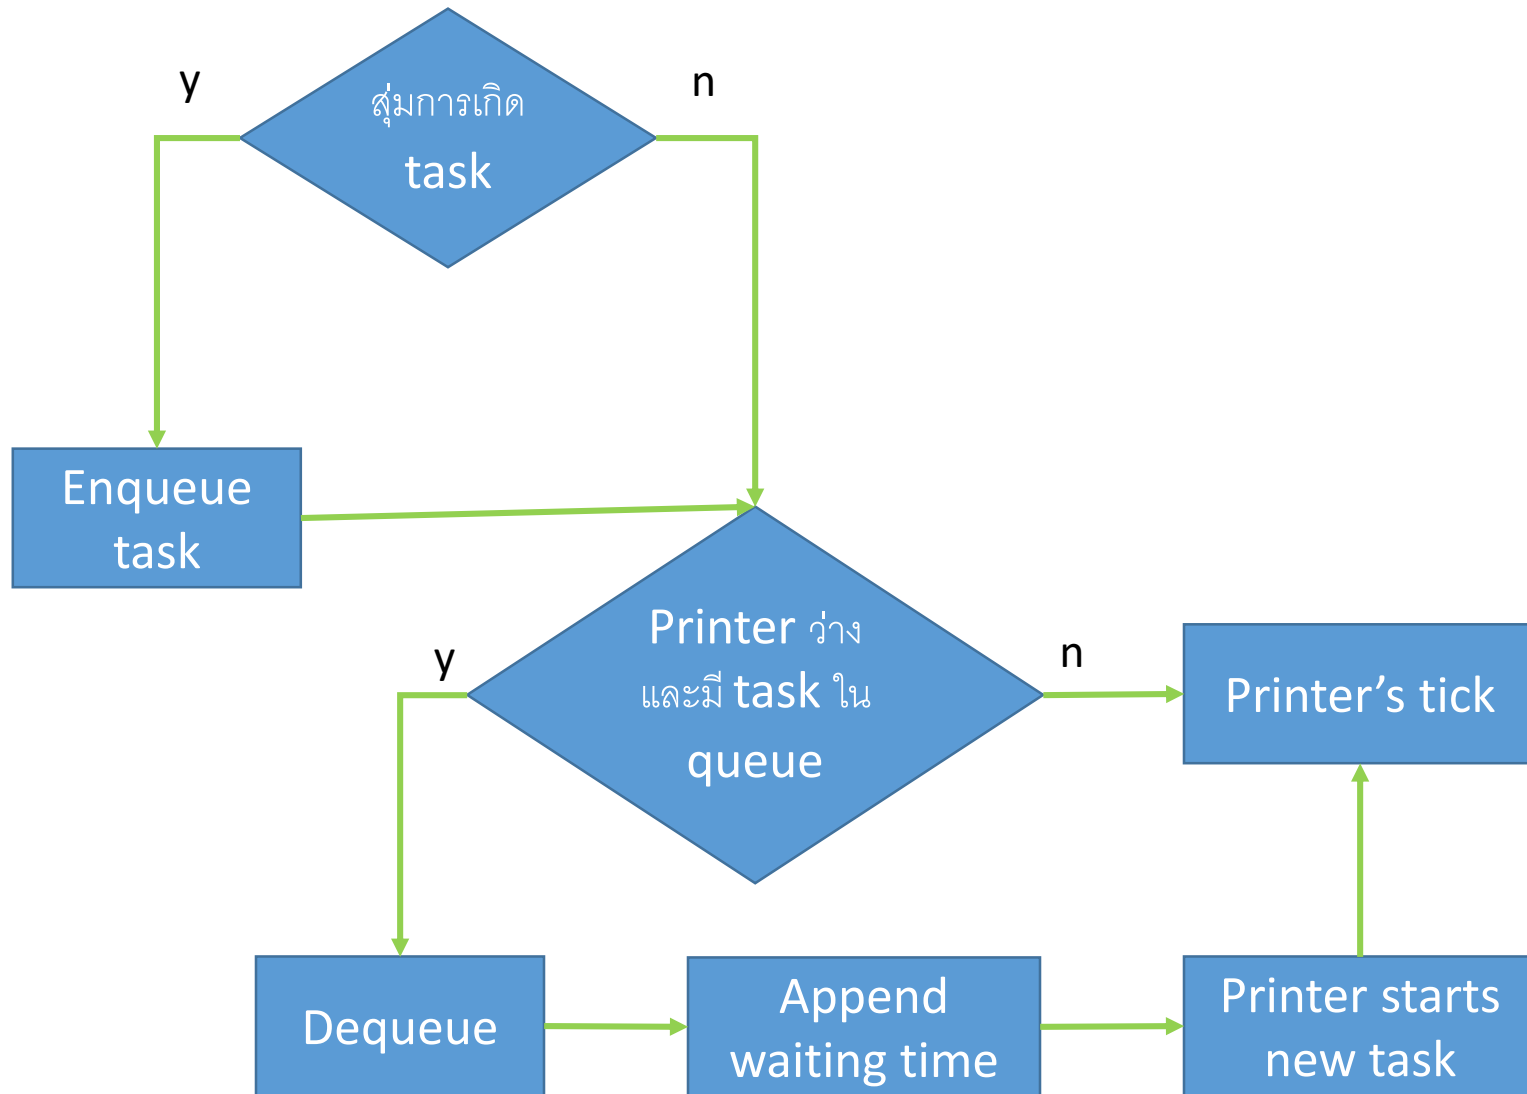 y
n
สุ่มการเกิด
task
Enqueue
task
Printer ว่าง
และมี task ใน
queue
y
n
Printer’s tick
Dequeue
Append
waiting time
Printer starts
new task